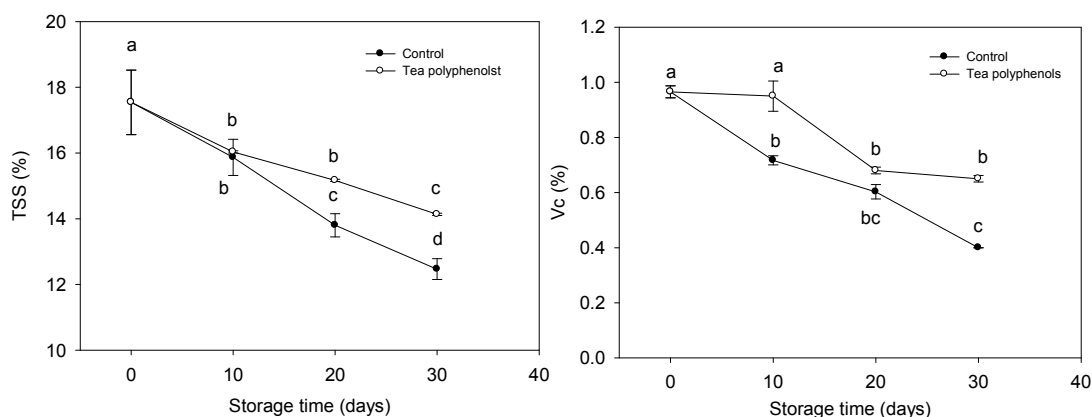 20
18
16
14
12
10
TSS (%)
a
b
b
b
c
c
d
Control
Tea polyphenolst
0 10 20 30 40
Storage time (days)
1.2
1.0
0.8
0.6
0.4
0.2
0.0
Vc (%)
a
a
b
b
bc
b
c
Control
Tea polyphenols
0 10 20 30 40
Storage time (days)